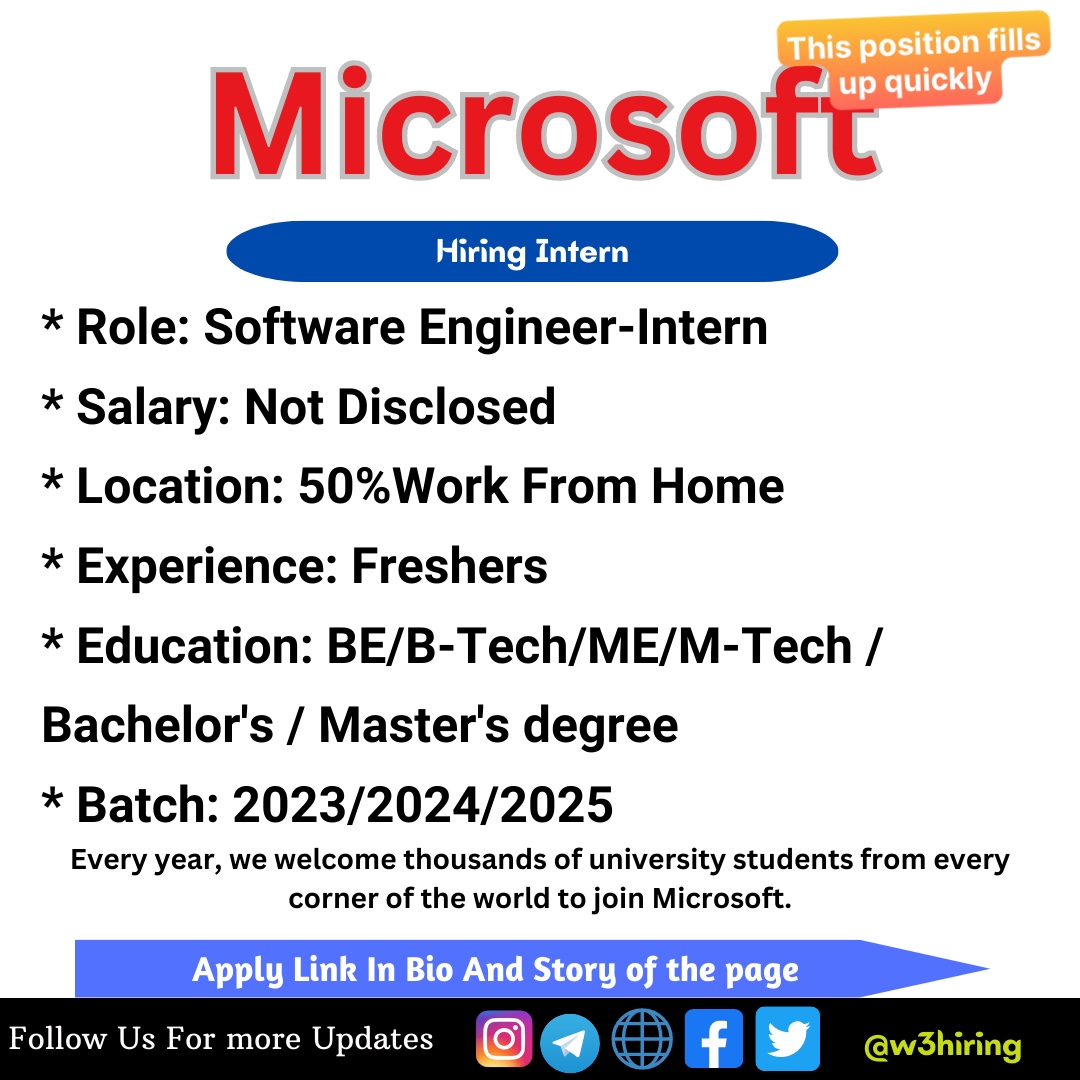 This position fills
up quickly
Microsoft
Hiring Intern
* Role: Software Engineer-Intern
* Salary: Not Disclosed
* Location: 50%Work From Home
* Experience: Freshers
* Education: BE/B-Tech/ME/M-Tech /
Bachelor's / Master's degree
* Batch: 2023/2024/2025
Every year, we welcome thousands of university students from every
corner of the world to join Microsoft.
Apply Link In Bio And Story of the page
Follow Us For more Updates
@w3hiring